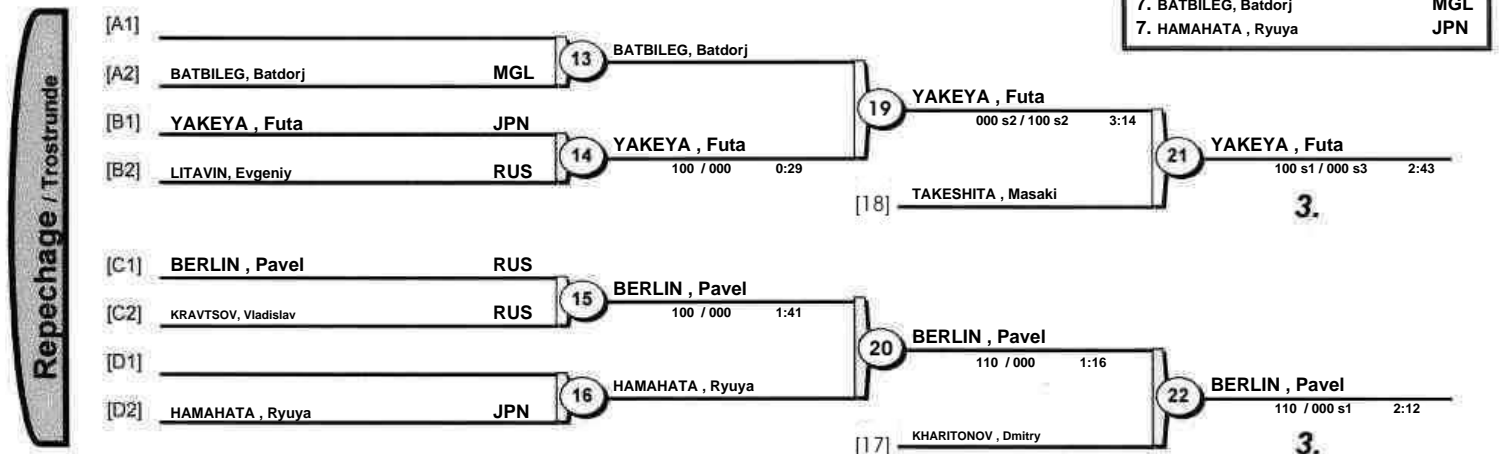 7. BATBILEG, Batdorj MGL
7. HAMAHATA , Ryuya JPN
Repechage / Trostrunde
[A1]
[A2] BATBILEG, Batdorj MGL
13
BATBILEG, Batdorj
[B1] YAKEYA , Futa JPN
[B2] LITAVIN, Evgeniy RUS
14
YAKEYA , Futa
100 / 000 0:29
19
YAKEYA , Futa
000 s2 / 100 s2 3:14
[18] TAKESHITA , Masaki
21
YAKEYA , Futa
100 s1 / 000 s3 2:43
3.
[C1] BERLIN , Pavel RUS
[C2] KRAVTSOV, Vladislav RUS
15
BERLIN , Pavel
100 / 000 1:41
[D1]
[D2] HAMAHATA , Ryuya JPN
16
HAMAHATA , Ryuya
20
BERLIN , Pavel
110 / 000 1:16
[17] KHARITONOV , Dmitry
22
BERLIN , Pavel
110 / 000 s1 2:12
3.